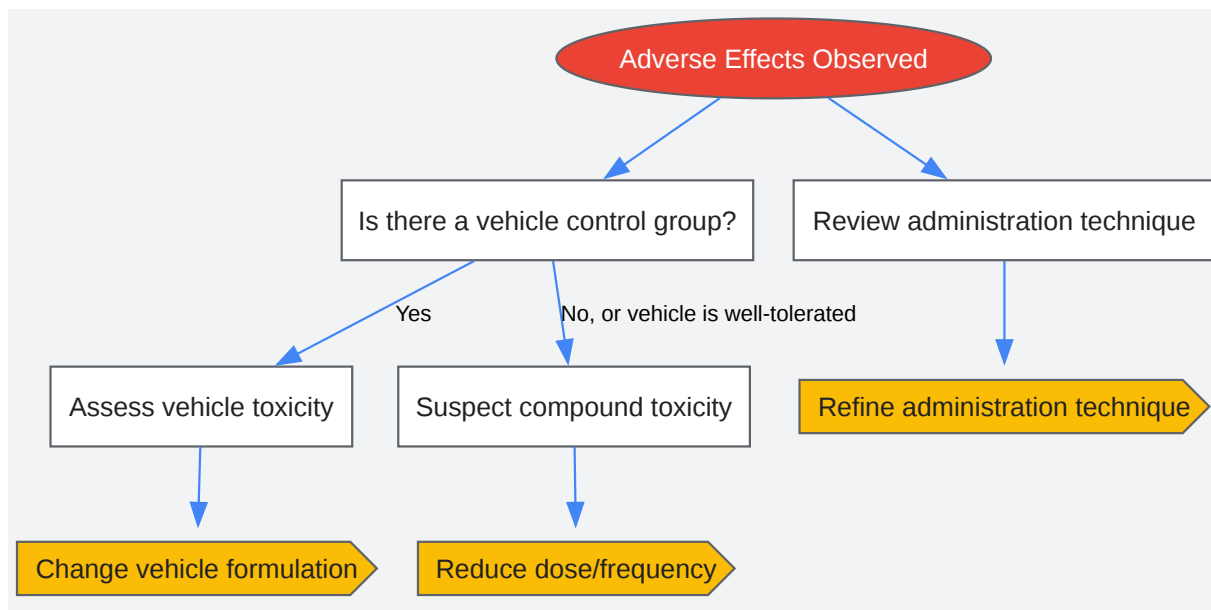 Adverse Effects Observed
Is there a vehicle control group?
Review administration technique
Yes
No, or vehicle is well-tolerated
Assess vehicle toxicity
Suspect compound toxicity
Refine administration technique
Change vehicle formulation
Reduce dose/frequency